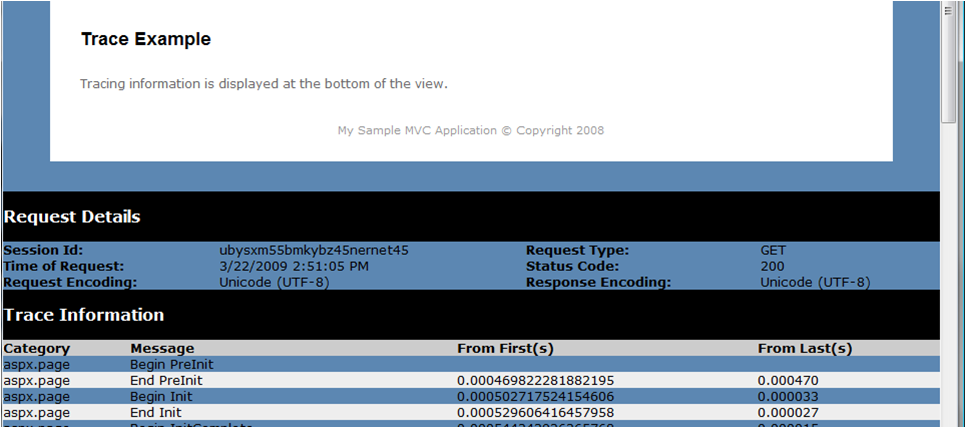 Trace Example
Tracing information is displayed at the bottom of the view.
My Sample MVC Application © Copyright 2008
Request Details
Session Id: ubysxm55bmkybz45nernet45 Request Type: GET
Time of Request: 3/22/2009 2:51:05 PM Status Code: 200
Request Encoding: Unicode (UTF-8) Response Encoding: Unicode (UTF-8)
Trace Information
Category Message From First(s) From Last(s)
aspx.page Begin PreInit
aspx.page End PreInit 0.000469822281882195 0.000470
aspx.page Begin Init 0.000502717524154606 0.000033
aspx.page End Init 0.000529606416457958 0.000027
aspx.page Begin InitComplete